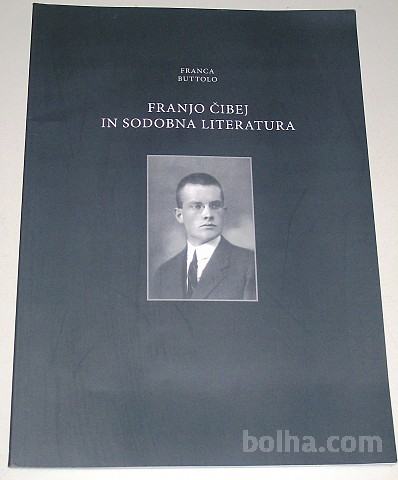 FRANCA
BUTTOLO
FRANJO ČIBEJ
IN SODOBNA LITERATURA
bolha.com